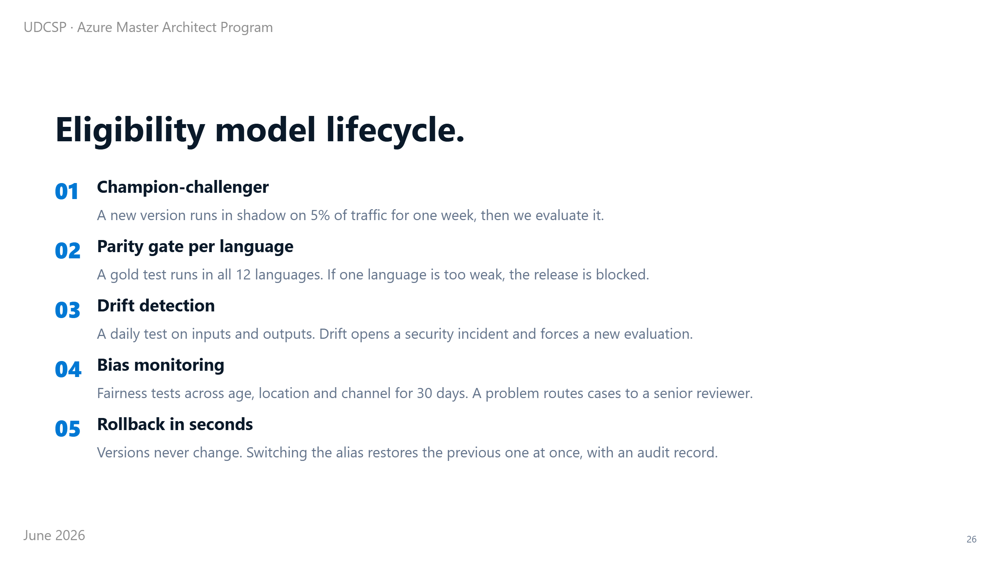 UDCSP · Azure Master Architect Program
Eligibility model lifecycle.
01 Champion-challenger
A new version runs in shadow on 5% of traffic for one week, then we evaluate it.
02 Parity gate per language
A gold test runs in all 12 languages. If one language is too weak, the release is blocked.
03 Drift detection
A daily test on inputs and outputs. Drift opens a security incident and forces a new evaluation.
04 Bias monitoring
Fairness tests across age, location and channel for 30 days. A problem routes cases to a senior reviewer.
05 Rollback in seconds
Versions never change. Switching the alias restores the previous one at once, with an audit record.
June 2026
26